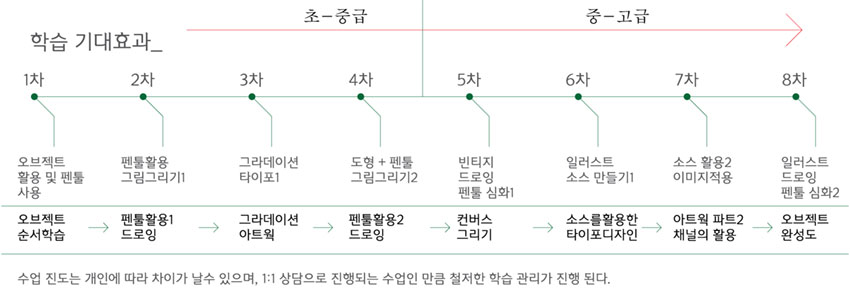 초-중급
중-고급
학습 기대효과_
1차
2차
3차
4차
5차
6차
7차
8차
오브젝트
활용 및 펜툴
사용
펜툴활용
그림그리기1
그라데이션
타이포1
도형 + 펜툴
그림그리기2
빈티지
드로잉
펜툴 심화1
일러스트
소스 만들기1
소스 활용2
이미지적용
일러스트
드로잉
펜툴 심화2
오브젝트
순서학습
펜툴활용1
드로잉
그라데이션
아트웍
펜툴활용2
드로잉
컨버스
그리기
소스를활용한
타이포디자인
아트웍 파트2
채널의 활용
오브젝트
완성도
수업 진도는 개인에 따라 차이가 날수 있으며, 1:1 상담으로 진행되는 수업인 만큼 철저한 학습 관리가 진행 된다.